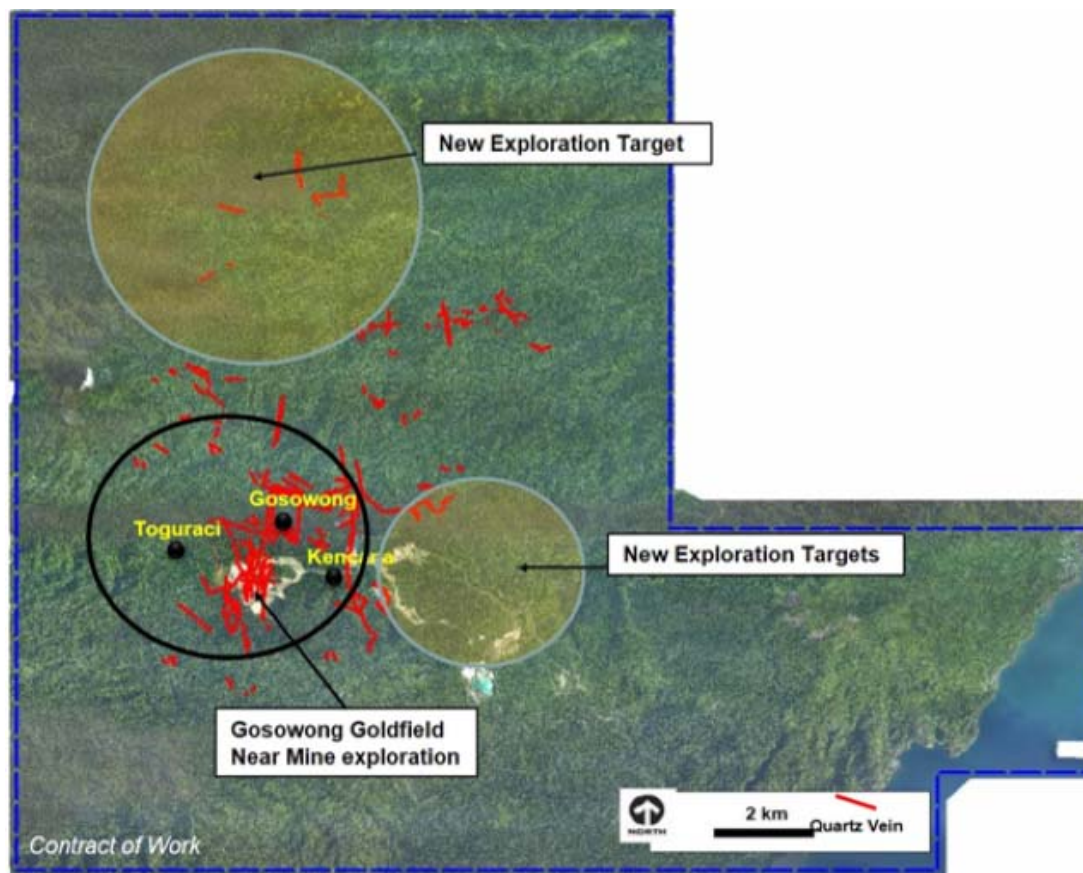 New Exploration Target
Gosowong
Toguraci
New Exploration Targets
Gosowong Goldfield
Near Mine exploration
NORTH
2 km
Quartz Vein
Contract of Work